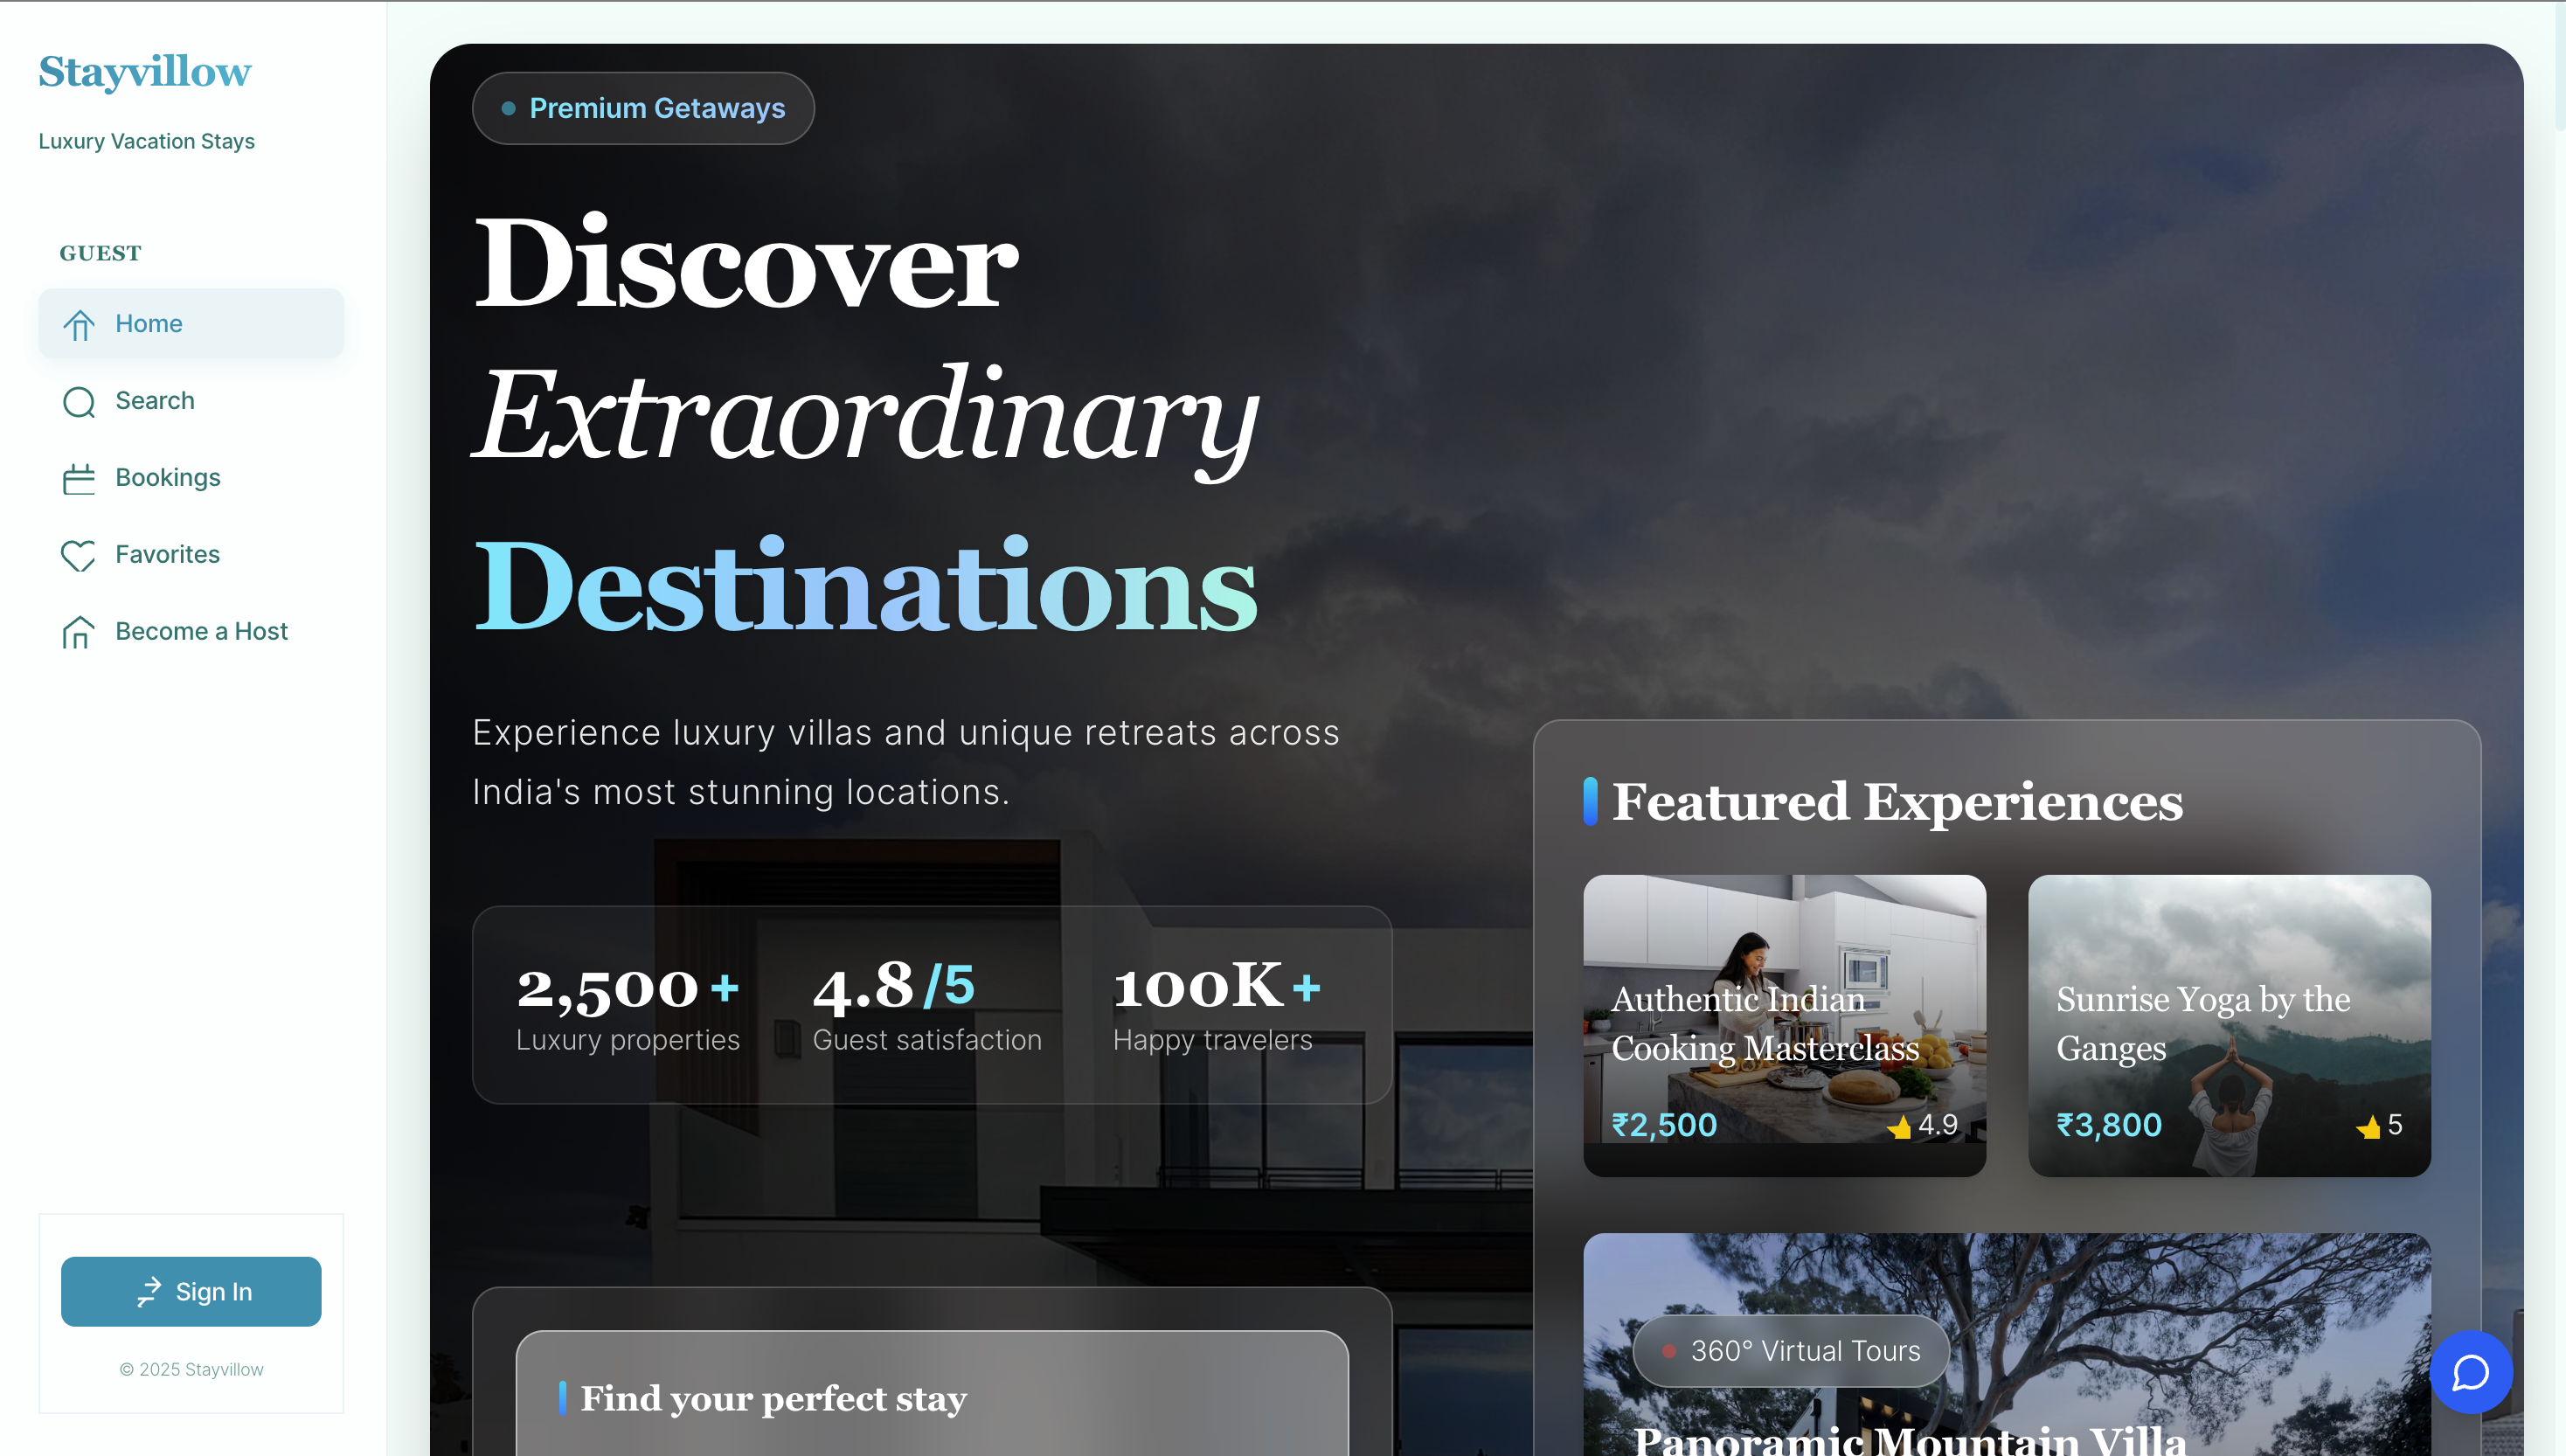 Stayvillow
Luxury Vacation Stays
GUEST
Home
Search
Bookings
Favorites
Become a Host
Sign In
© 2025 Stayvillow
Premium Getaways
Discover
Extraordinary
Destinations
Experience luxury villas and unique retreats across
India's most stunning locations.
2,500+
Luxury properties
4.8/5
Guest satisfaction
100K+
Happy travelers
Find your perfect stay
Featured Experiences
Authentic Indian
Cooking Masterclass
₹2,500
4.9
Sunrise Yoga by the
Ganges
₹3,800
5
360° Virtual Tours
Panoramic Mountain Villa